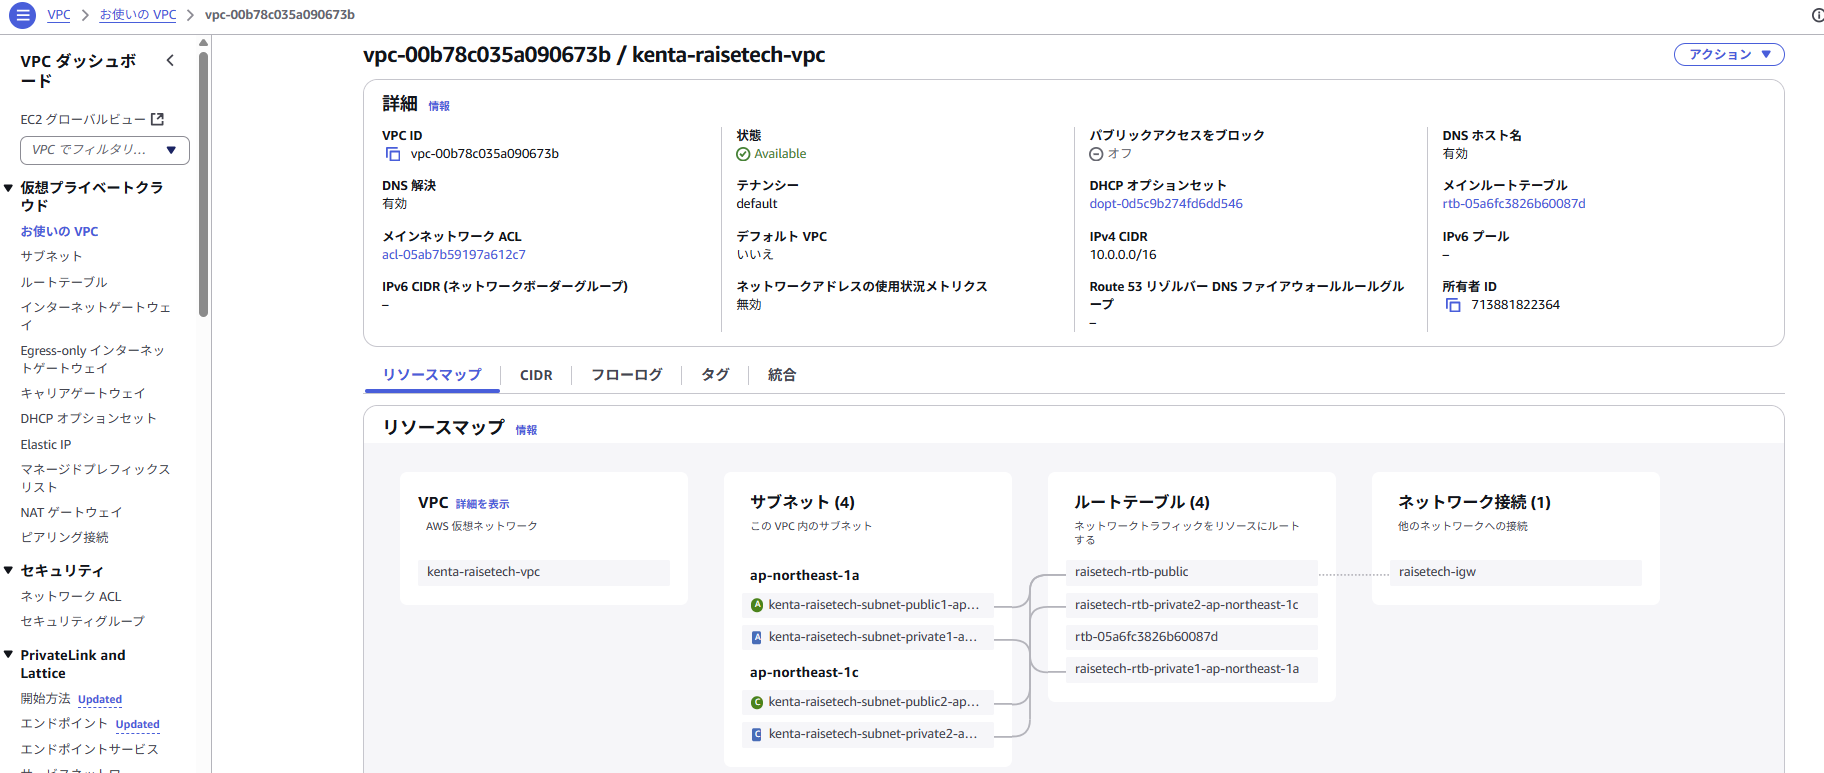 VPC
お使いの VPC
vpc-00b78c035a090673b
VPC ダッシュボ
ード
EC2 グローバルビュー
VPC でフィルタリ...
仮想プライベートクラ
ウド
お使いの VPC
サブネット
ルートテーブル
インターネットゲートウェ
イ
Egress-only インターネッ
トゲートウェイ
キャリアゲートウェイ
DHCP オプションセット
Elastic IP
マネージドプレフィックス
リスト
NAT ゲートウェイ
ピアリング接続
セキュリティ
ネットワーク ACL
セキュリティグループ
PrivateLink and
Lattice
開始方法 Updated
エンドポイント Updated
エンドポイントサービス
vpc-00b78c035a090673b / kenta-raisetech-vpc
アクション
詳細 情報
VPC ID
vpc-00b78c035a090673b
状態
Available
パブリックアクセスをブロック
オフ
DNS ホスト名
有効
DNS 解決
有効
テナンシー
default
DHCP オプションセット
dopt-0d5c9b274fd6dd546
メインルートテーブル
rtb-05a6fc3826b60087d
メインネットワーク ACL
acl-05ab7b59197a612c7
デフォルト VPC
いいえ
IPv4 CIDR
10.0.0.0/16
IPv6 プール
–
IPv6 CIDR (ネットワークボーダーグループ)
–
ネットワークアドレスの使用状況メトリクス
無効
Route 53 リゾルバー DNS ファイアウォールルールグル
ープ
–
所有者 ID
713881822364
リソースマップ
CIDR
フローログ
タグ
統合
リソースマップ 情報
VPC 詳細を表示
AWS 仮想ネットワーク
kenta-raisetech-vpc
サブネット (4)
この VPC 内のサブネット
ap-northeast-1a
A kenta-raisetech-subnet-public1-ap...
A kenta-raisetech-subnet-private1-a...
ap-northeast-1c
C kenta-raisetech-subnet-public2-ap...
C kenta-raisetech-subnet-private2-a...
ルートテーブル (4)
ネットワークトラフィックをリソースにルート
する
raisetech-rtb-public
raisetech-rtb-private2-ap-northeast-1c
rtb-05a6fc3826b60087d
raisetech-rtb-private1-ap-northeast-1a
ネットワーク接続 (1)
他のネットワークへの接続
raisetech-igw